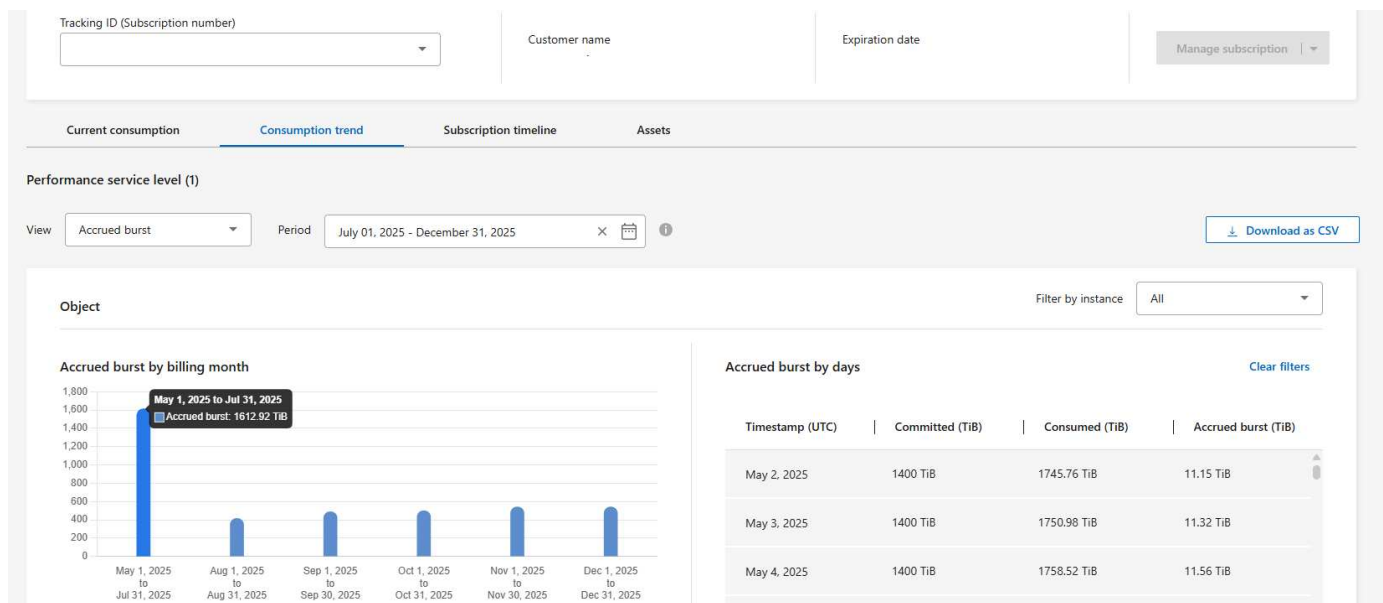 Tracking ID (Subscription number)
Customer name
-
Expiration date
Manage subscription
Current consumption
Consumption trend
Subscription timeline
Assets
Performance service level (1)
View
Accrued burst
Period
July 01, 2025 - December 31, 2025
Download as CSV
Object
Filter by instance
All
Accrued burst by billing month
1,800
1,600
1,400
1,200
1,000
800
600
400
200
0
May 1, 2025 to Jul 31, 2025
Accrued burst: 1612.92 TiB
May 1, 2025
to
Jul 31, 2025
Aug 1, 2025
to
Aug 31, 2025
Sep 1, 2025
to
Sep 30, 2025
Oct 1, 2025
to
Oct 31, 2025
Nov 1, 2025
to
Nov 30, 2025
Dec 1, 2025
to
Dec 31, 2025
Accrued burst by days
Clear filters
Timestamp (UTC) Committed (TiB) Consumed (TiB) Accrued burst (TiB)
May 2, 2025 1400 TiB 1745.76 TiB 11.15 TiB
May 3, 2025 1400 TiB 1750.98 TiB 11.32 TiB
May 4, 2025 1400 TiB 1758.52 TiB 11.56 TiB